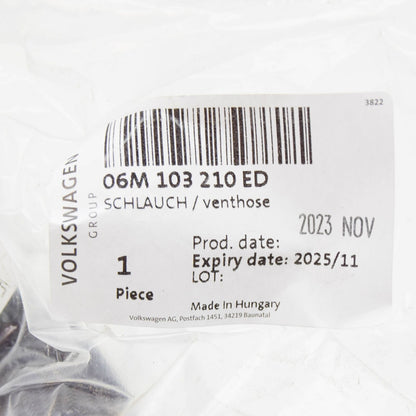 3822
VOLKSWAGEN
GROUP
06M 103 210 ED
SCHLAUCH / venthose
2023 NOV
Prod. date:
Expiry date: 2025/11
LOT:
1
Piece
Made In Hungary
Volkswagen AG, Postfach 1451, 34219 Baunatal